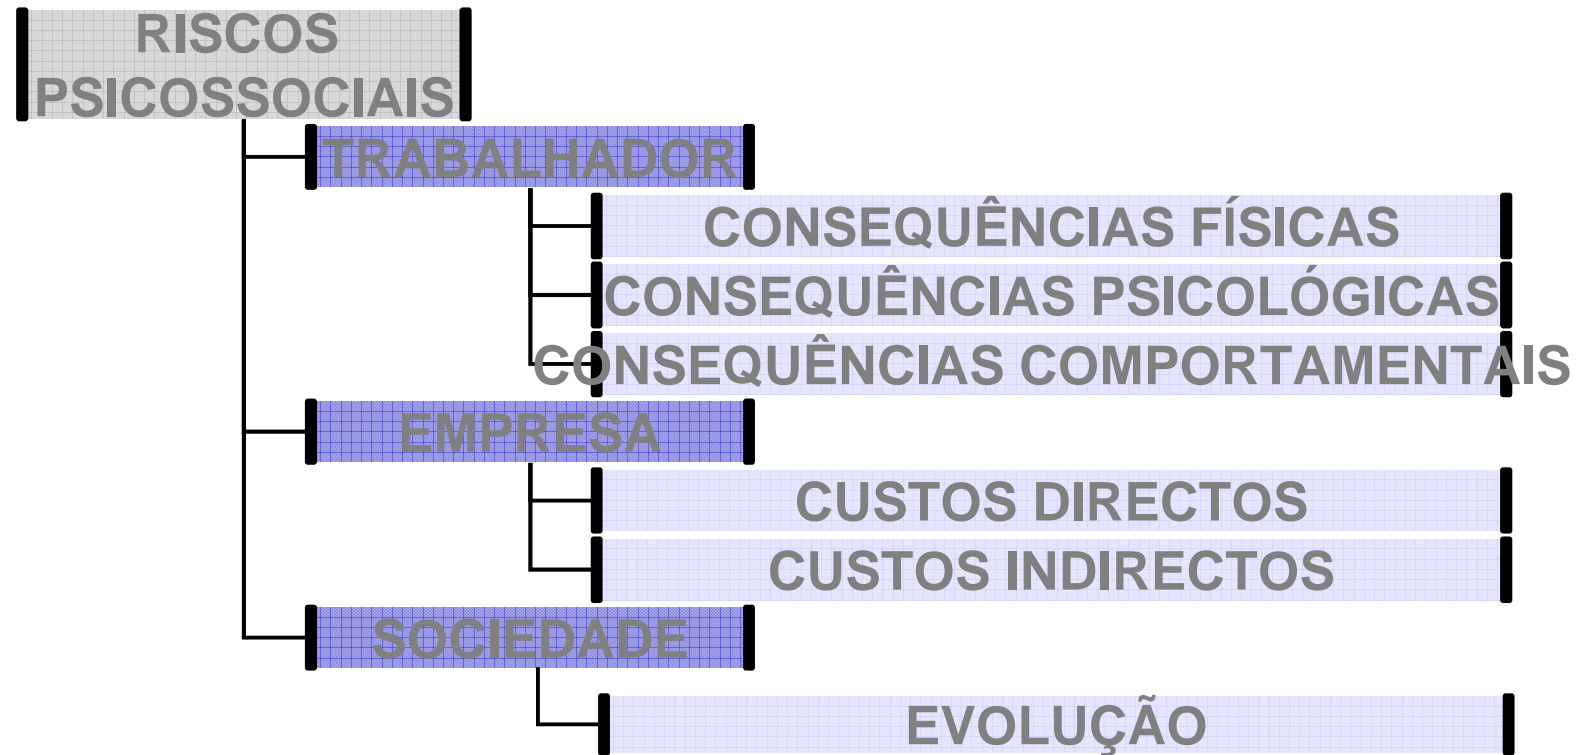 RISCOS
PSICOSSOCIAIS
TRABALHADOR
CONSEQUÊNCIAS FÍSICAS
CONSEQUÊNCIAS PSICOLÓGICAS
CONSEQUÊNCIAS COMPORTAMENTAIS
EMPRESA
CUSTOS DIRECTOS
CUSTOS INDIRECTOS
SOCIEDADE
EVOLUÇÃO